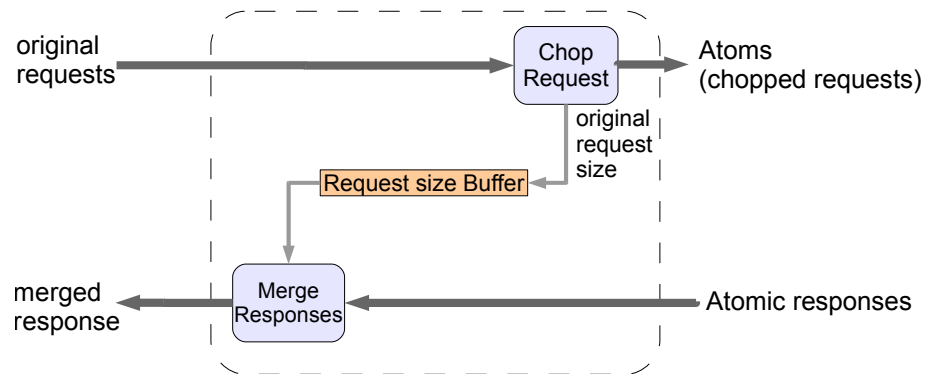 original
requests
Chop
Request
Atoms
(chopped requests)
original
request
size
Request size Buffer
merged
response
Merge
Responses
Atomic responses